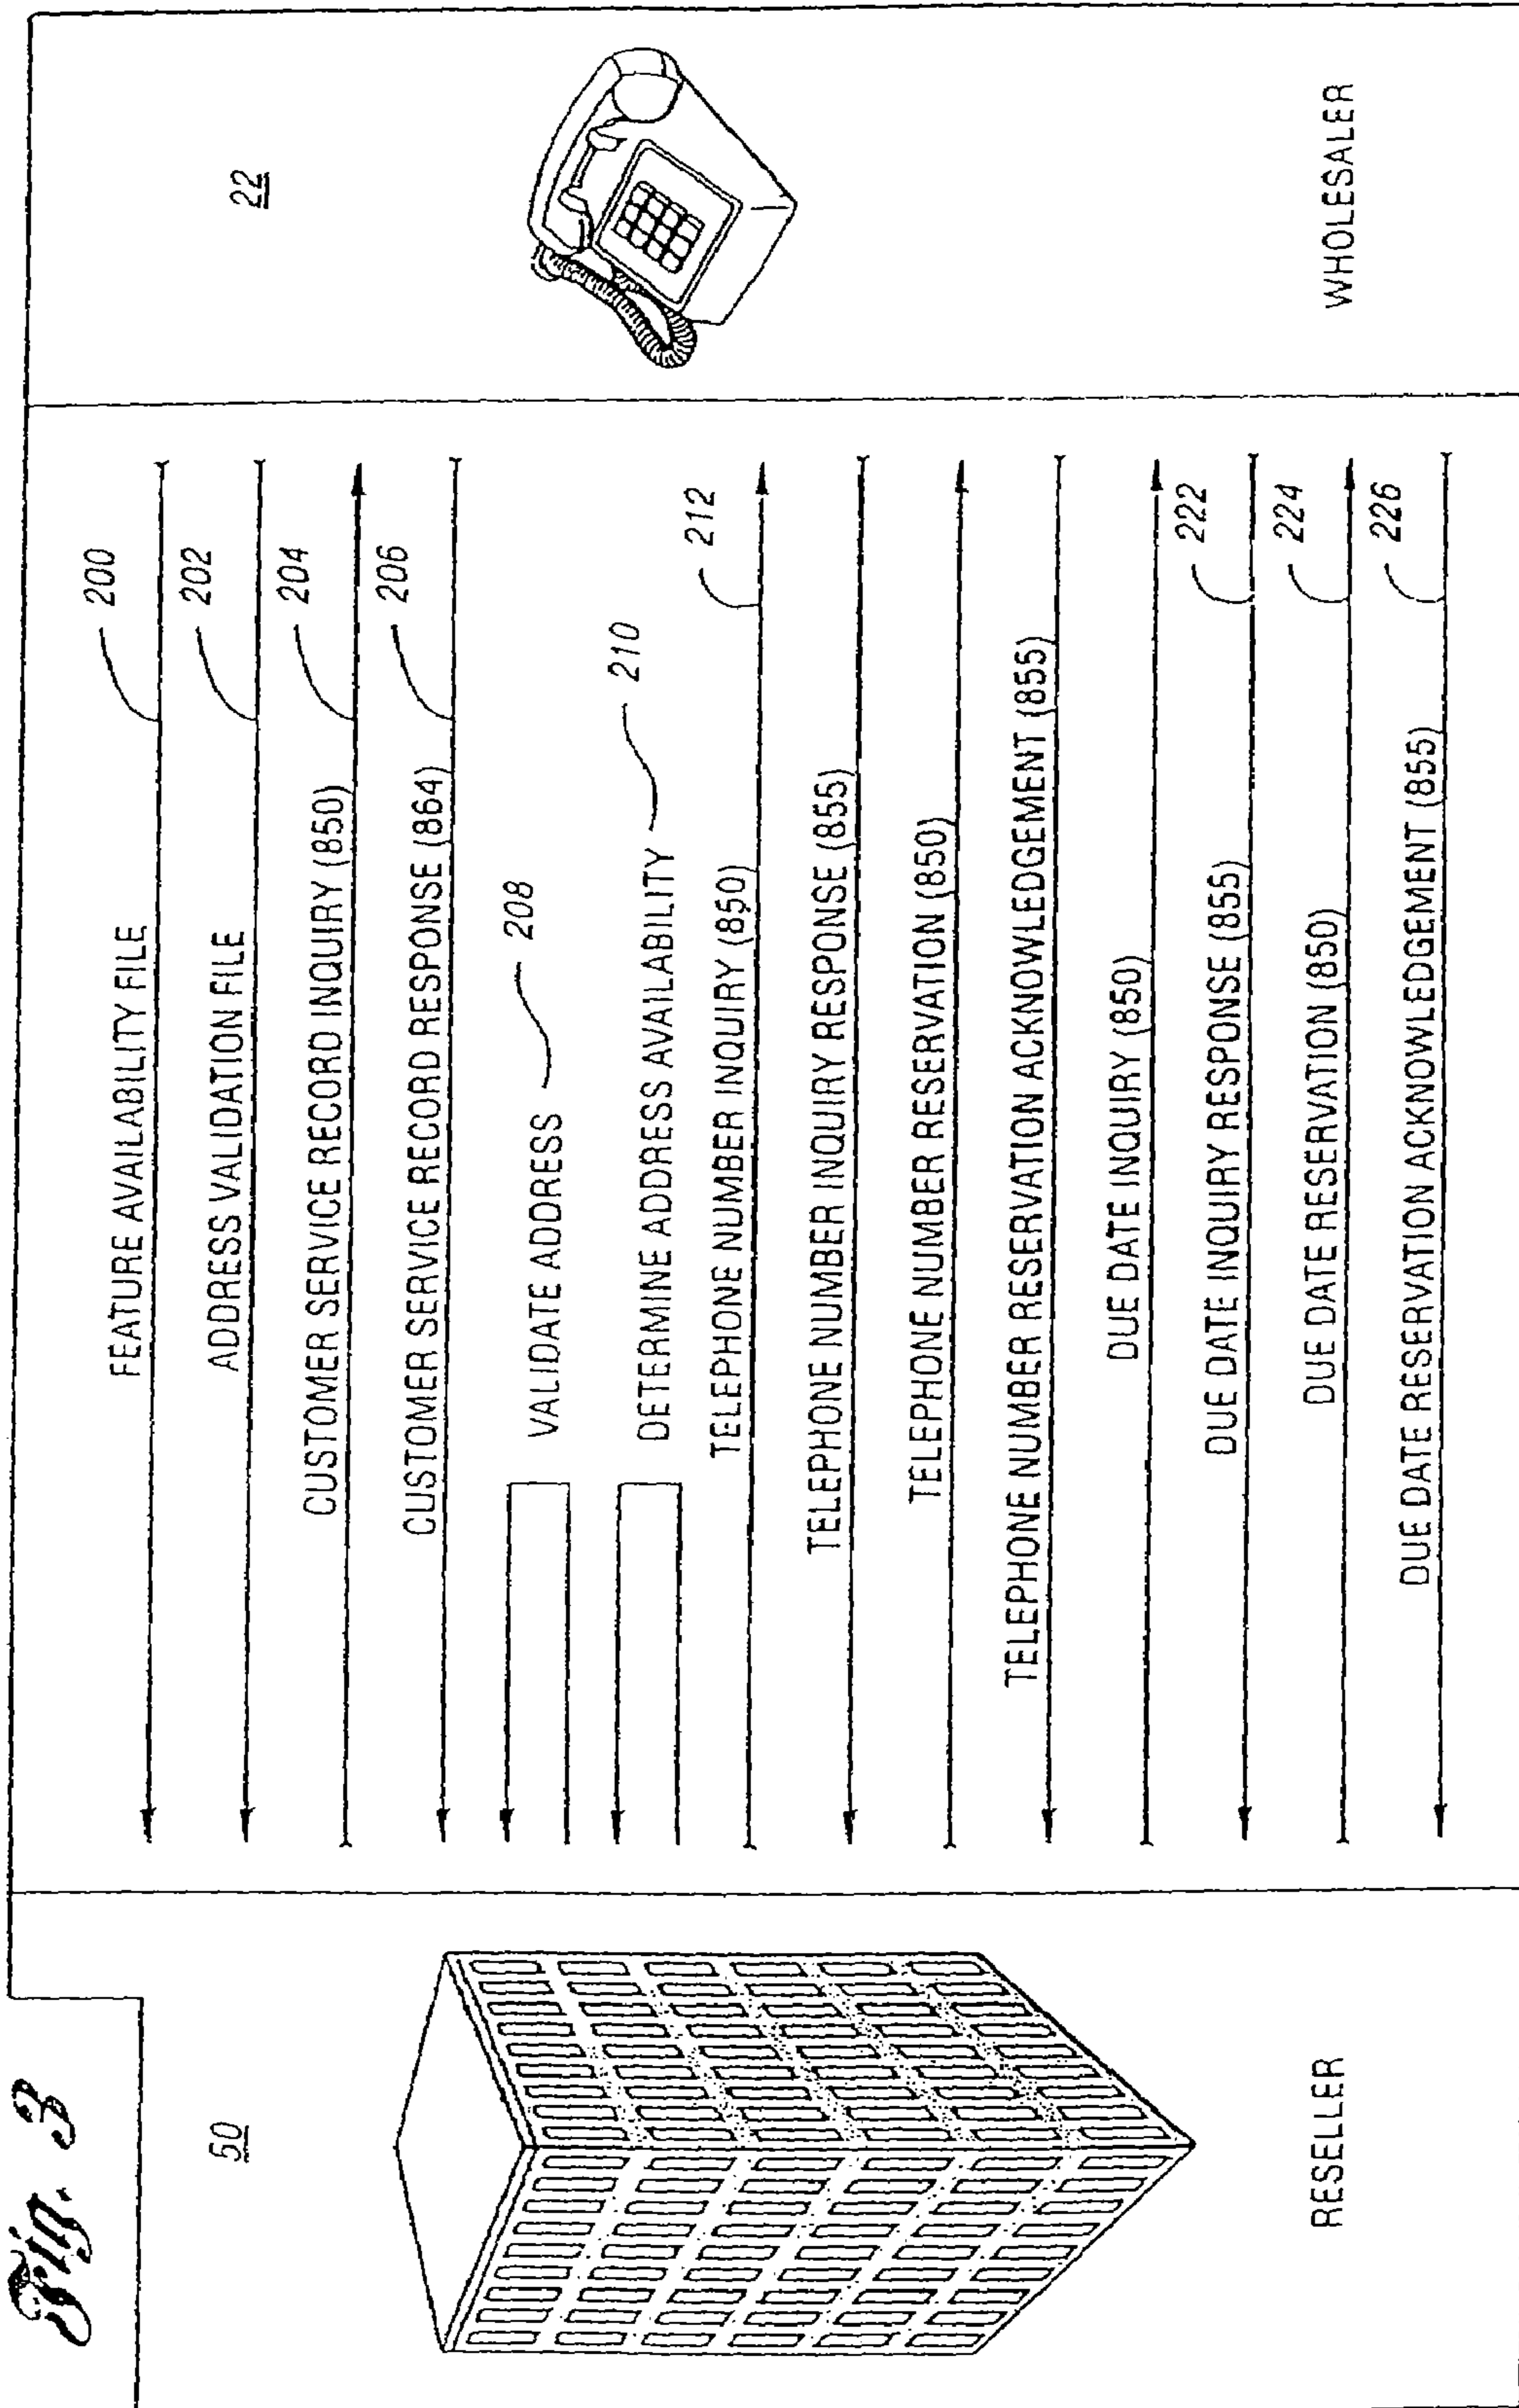 Fig. 3
50
RESELLER
FEATURE AVAILABILITY FILE
200
ADDRESS VALIDATION FILE
202
CUSTOMER SERVICE RECORD INQUIRY (850)
204
CUSTOMER SERVICE RECORD RESPONSE (864)
206
VALIDATE ADDRESS
208
DETERMINE ADDRESS AVAILABILITY
210
TELEPHONE NUMBER INQUIRY (850)
212
TELEPHONE NUMBER INQUIRY RESPONSE (855)
TELEPHONE NUMBER RESERVATION (850)
TELEPHONE NUMBER RESERVATION ACKNOWLEDGEMENT (855)
DUE DATE INQUIRY (850)
DUE DATE INQUIRY RESPONSE (855)
222
DUE DATE RESERVATION (850)
224
DUE DATE RESERVATION ACKNOWLEDGEMENT (855)
226
22
WHOLESALER